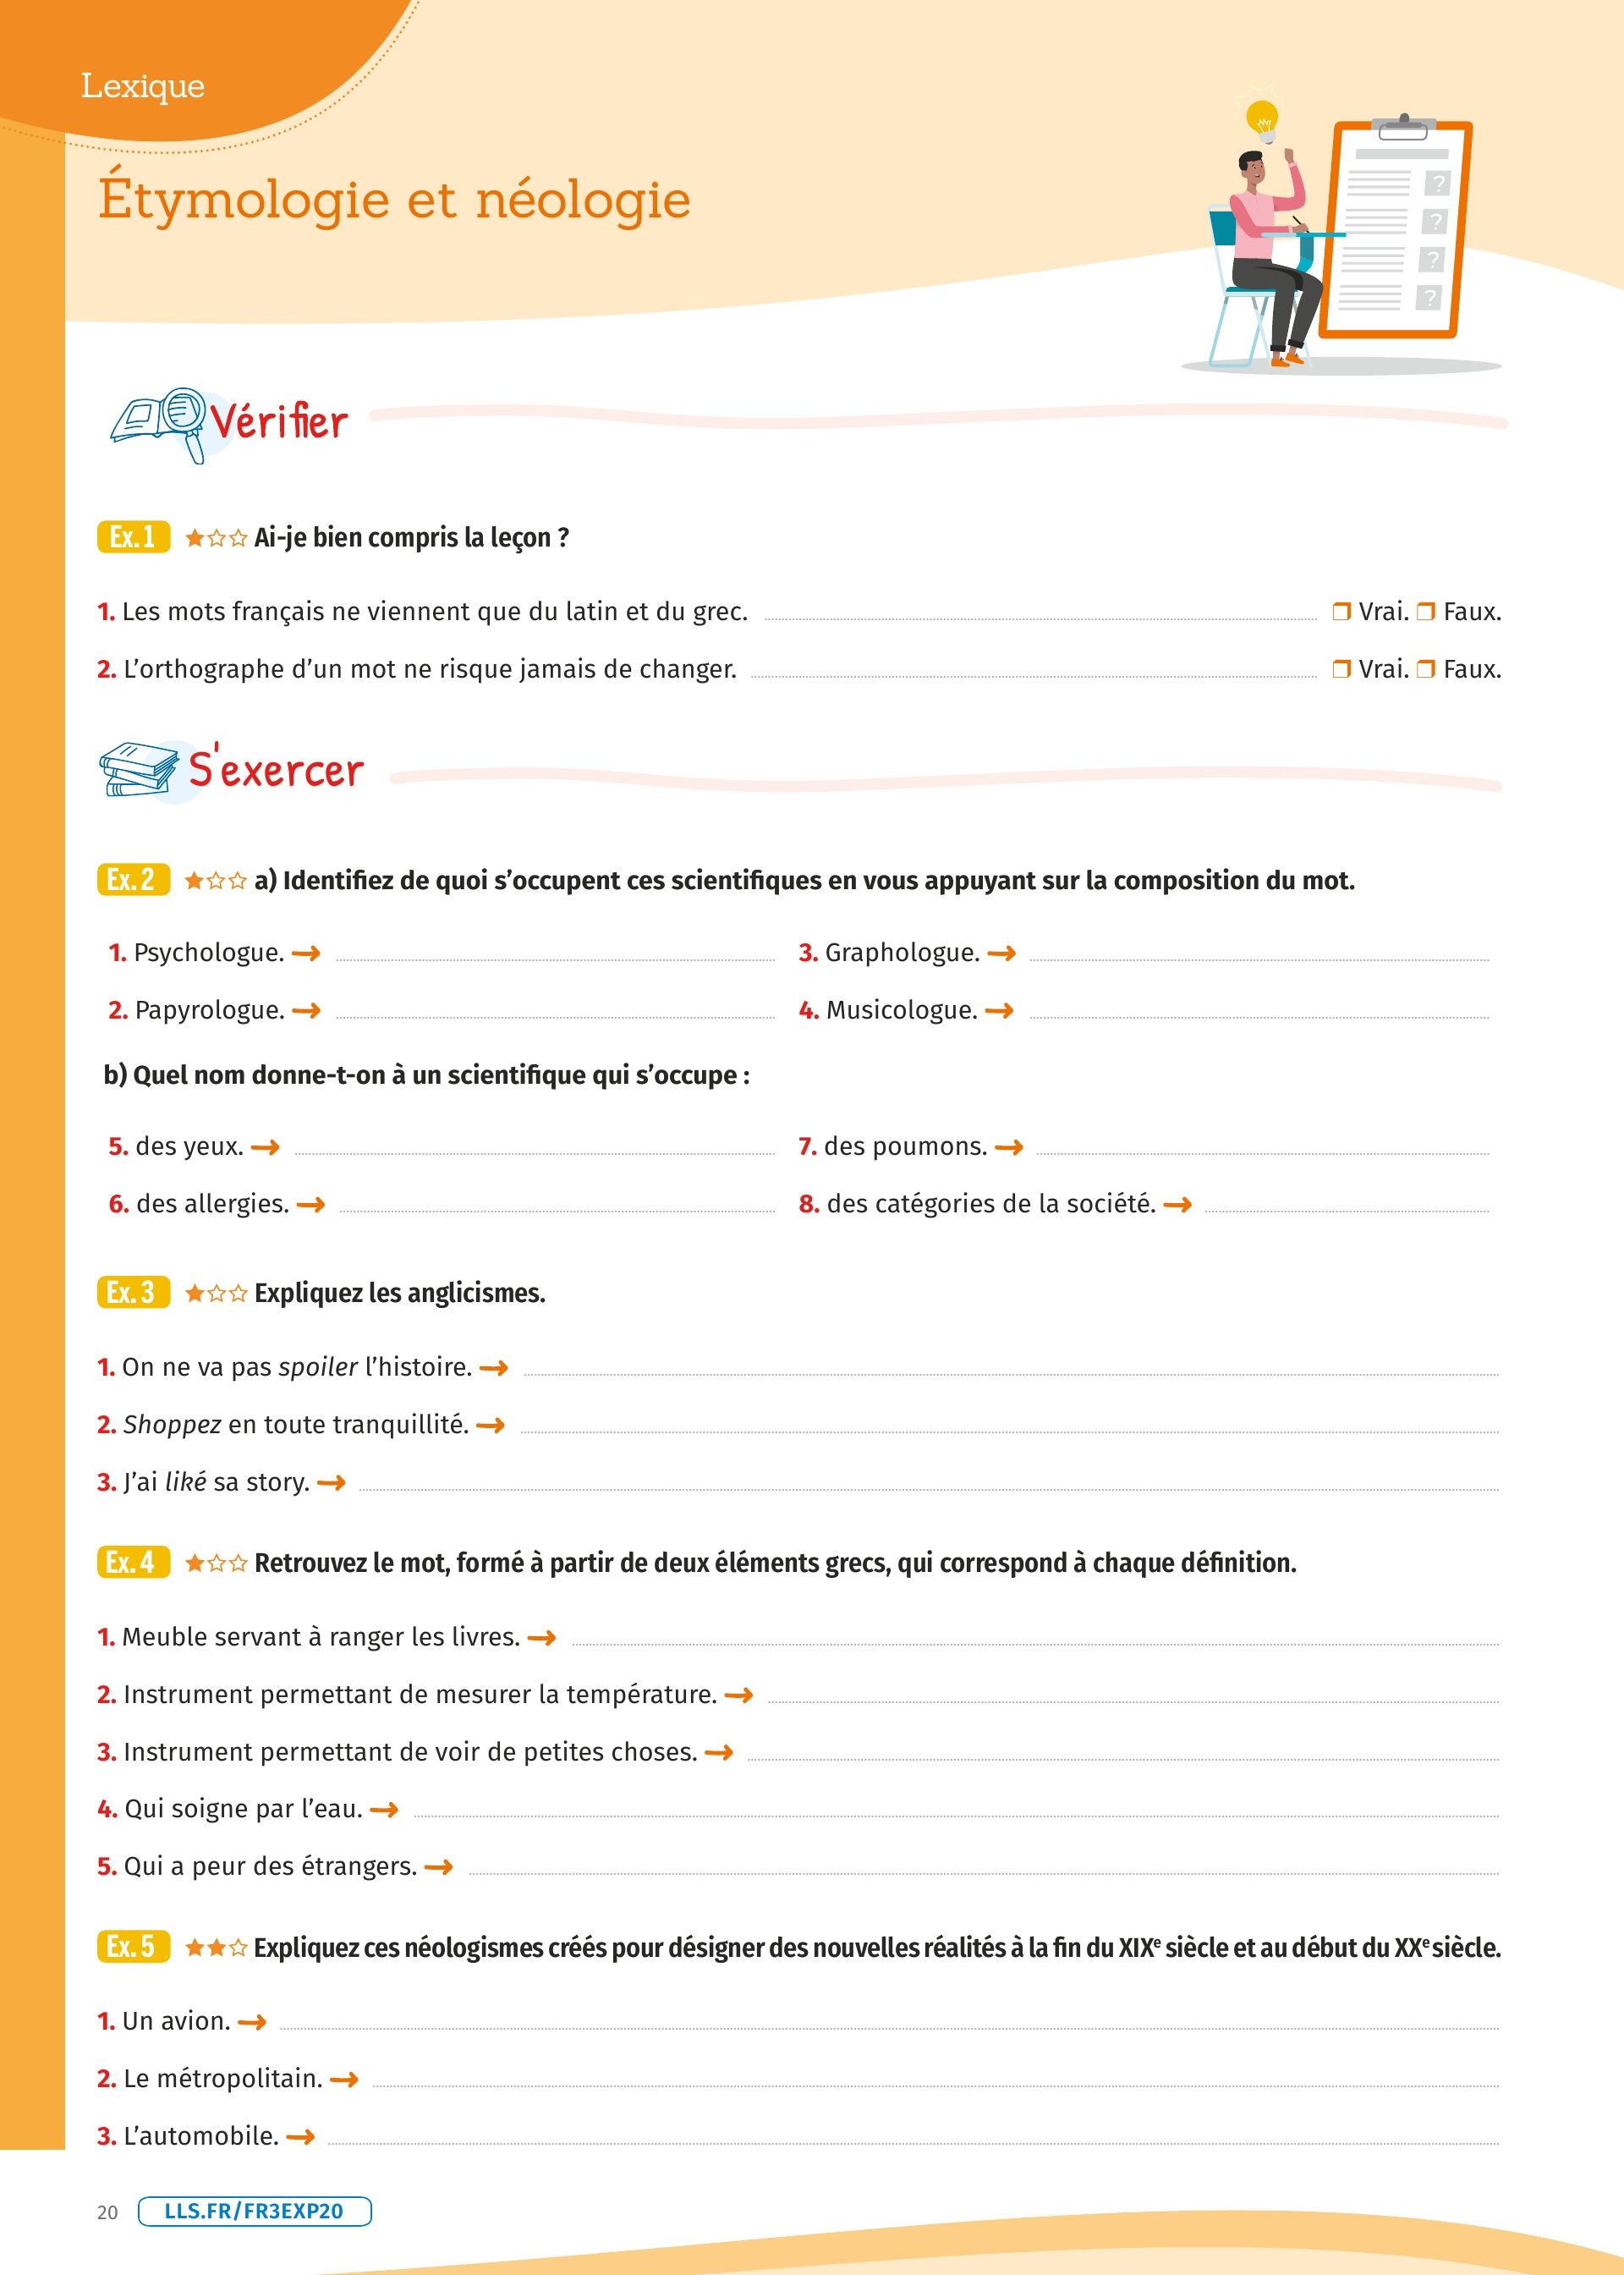 Lexique
Étymologie et néologie
?
?
?
?
Vérifier
Ex. 1 ★☆☆ Ai-je bien compris la leçon ?
1. Les mots français ne viennent que du latin et du grec. ❒ Vrai. ❒ Faux.
2. L’orthographe d’un mot ne risque jamais de changer. ❒ Vrai. ❒ Faux.
S'exercer
Ex. 2 ★☆☆ a) Identifiez de quoi s’occupent ces scientifiques en vous appuyant sur la composition du mot.
1. Psychologue. → 3. Graphologue. →
2. Papyrologue. → 4. Musicologue. →
b) Quel nom donne-t-on à un scientifique qui s’occupe :
5. des yeux. → 7. des poumons. →
6. des allergies. → 8. des catégories de la société. →
Ex. 3 ★☆☆ Expliquez les anglicismes.
1. On ne va pas spoiler l’histoire. →
2. Shoppez en toute tranquillité. →
3. J’ai liké sa story. →
Ex. 4 ★☆☆ Retrouvez le mot, formé à partir de deux éléments grecs, qui correspond à chaque définition.
1. Meuble servant à ranger les livres. →
2. Instrument permettant de mesurer la température. →
3. Instrument permettant de voir de petites choses. →
4. Qui soigne par l’eau. →
5. Qui a peur des étrangers. →
Ex. 5 ★★☆ Expliquez ces néologismes créés pour désigner des nouvelles réalités à la fin du XIXe siècle et au début du XXe siècle.
1. Un avion. →
2. Le métropolitain. →
3. L’automobile. →
20 LLS.FR/FR3EXP20